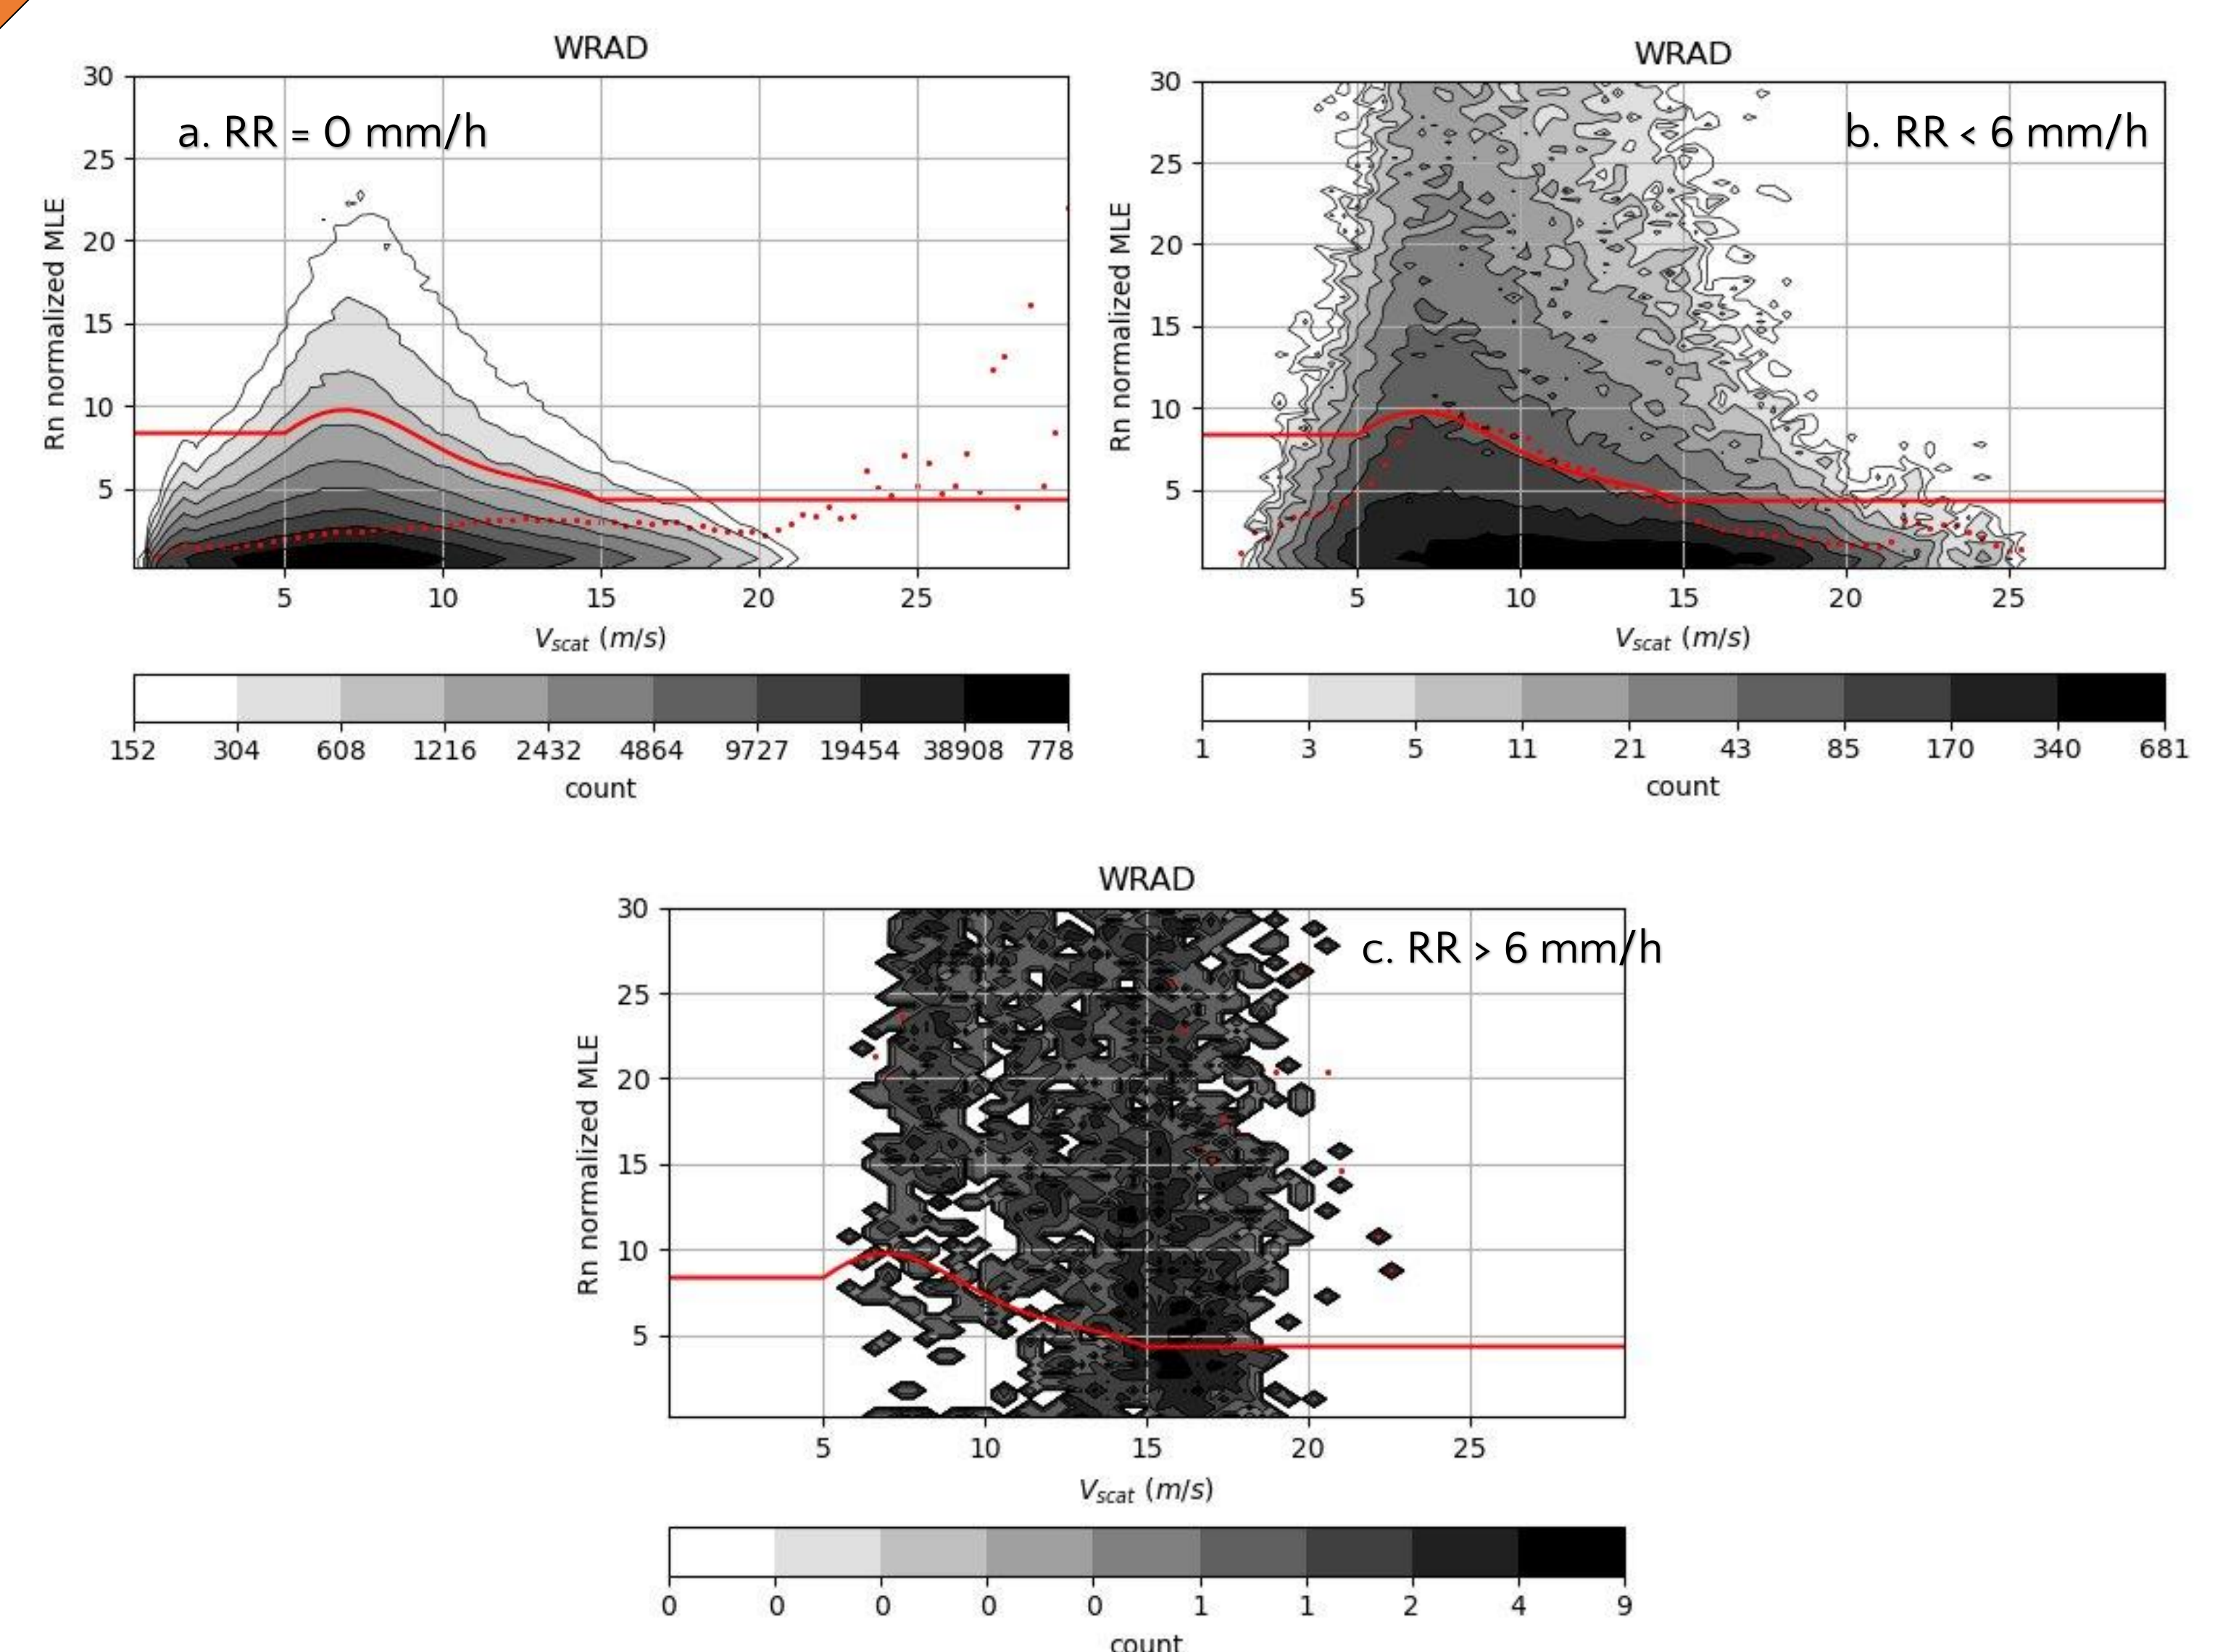 WRAD
a. RR = 0 mm/h
Rn normalized MLE
30
25
20
15
10
5
5 10 15 20 25
Vscat (m/s)
152 304 608 1216 2432 4864 9727 19454 38908 778
count
WRAD
b. RR < 6 mm/h
Rn normalized MLE
30
25
20
15
10
5
5 10 15 20 25
Vscat (m/s)
1 3 5 11 21 43 85 170 340 681
count
WRAD
c. RR > 6 mm/h
Rn normalized MLE
30
25
20
15
10
5
5 10 15 20 25
Vscat (m/s)
0 0 0 0 0 1 1 2 4 9
count